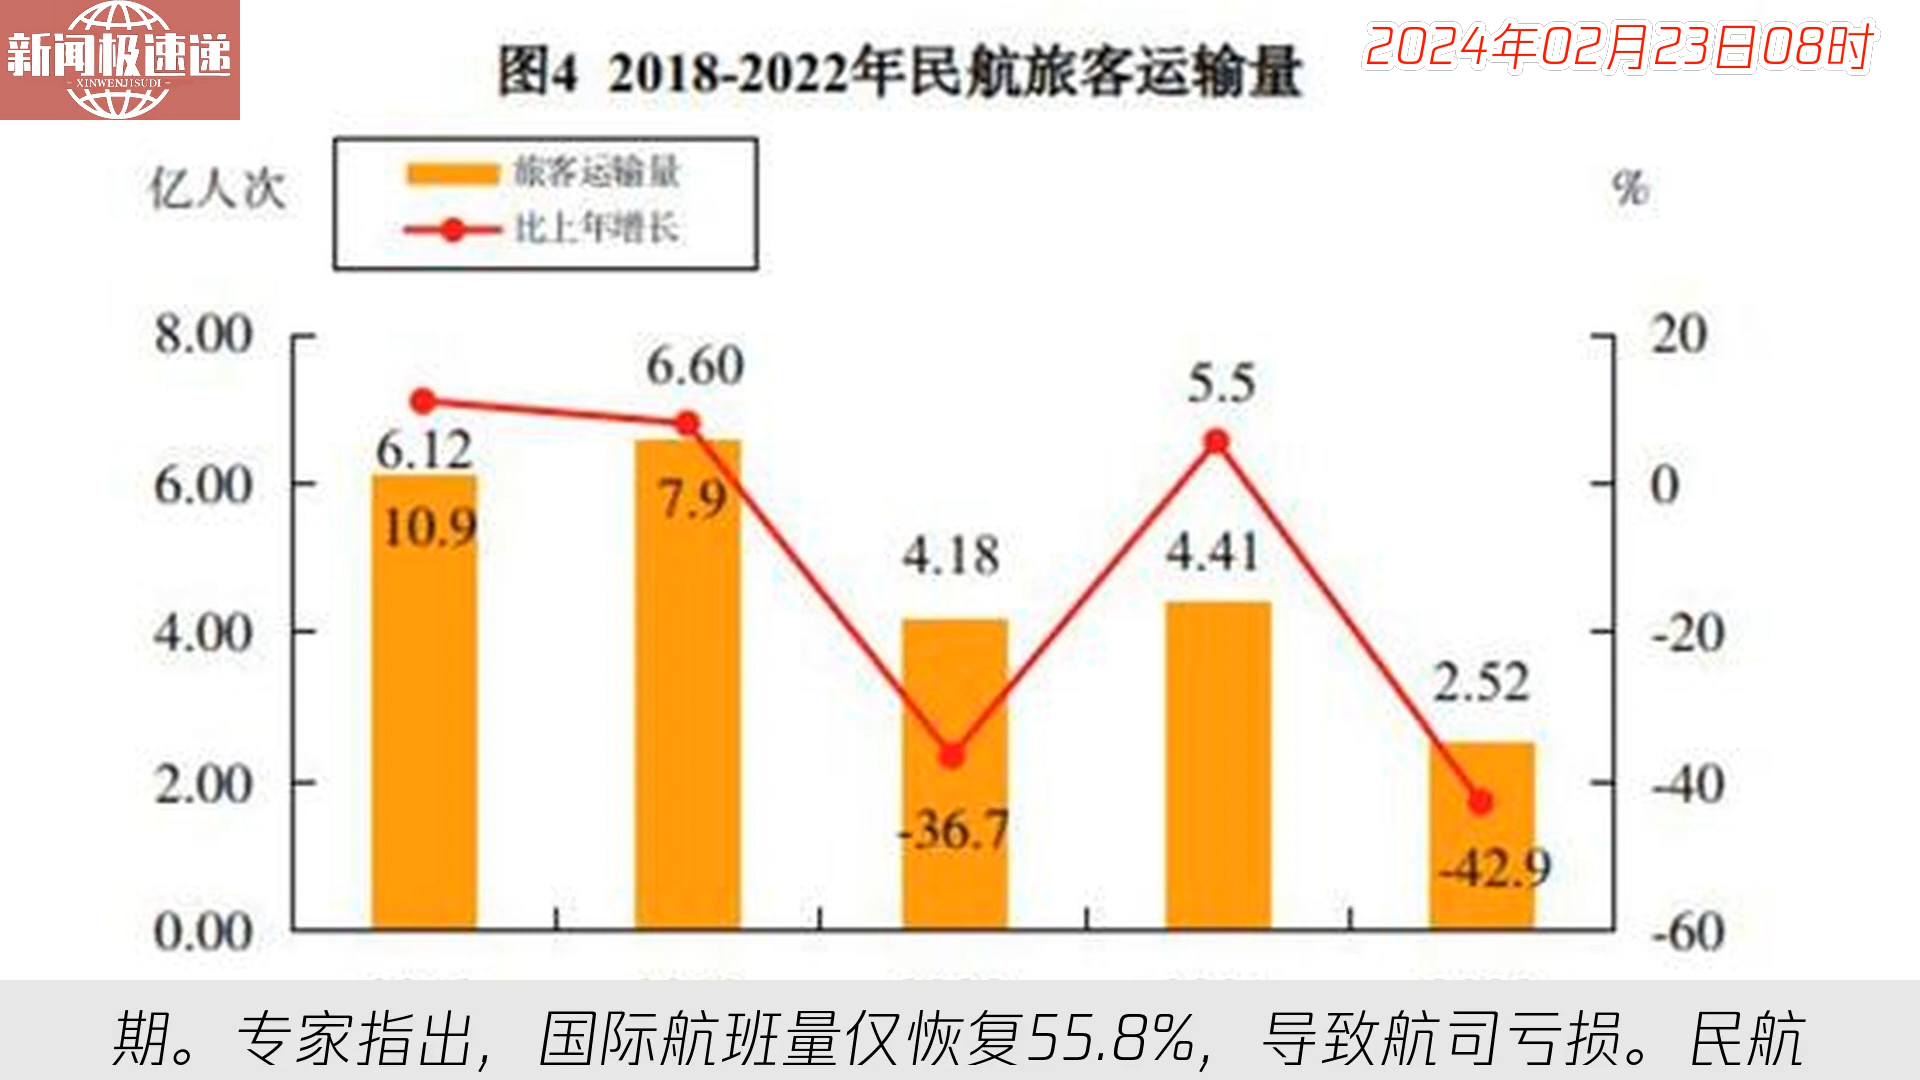 新闻极速递
XINWENJISUDI
2024年02月23日08时
图4 2018-2022年民航旅客运输量
亿人次
旅客运输量
比上年增长
%
8.00
6.00
4.00
2.00
0.00
20
0
-20
-40
-60
6.12
10.9
6.60
7.9
4.18
-36.7
5.5
4.41
2.52
-42.9
期。专家指出，国际航班量仅恢复55.8%，导致航司亏损。民航